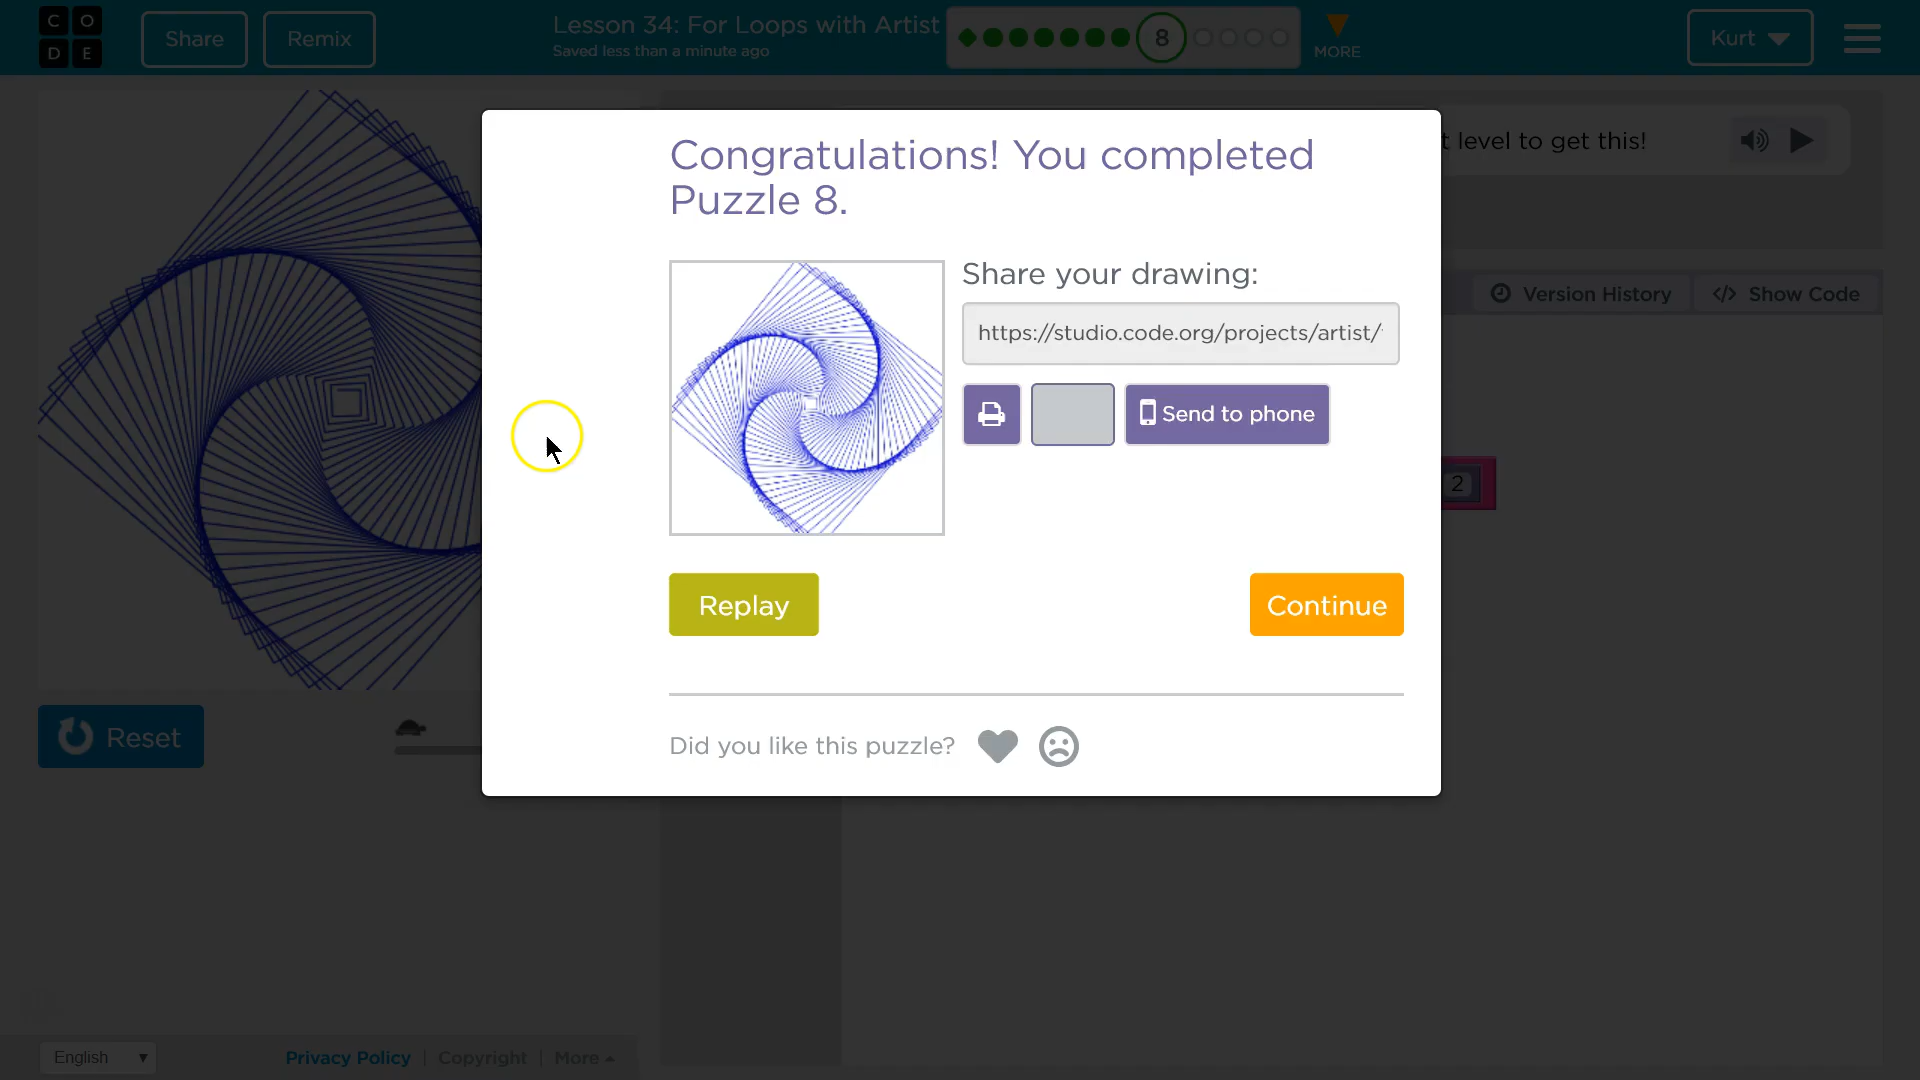 C O
D E
Share
Remix
Lesson 34: For Loops with Artist
Saved less than a minute ago
8
MORE
Kurt
t level to get this!
Congratulations! You completed
Puzzle 8.
Share your drawing:
https://studio.code.org/projects/artist/
Send to phone
Version History
</> Show Code
2
Replay
Continue
Reset
Did you like this puzzle?
English
Privacy Policy | Copyright | More